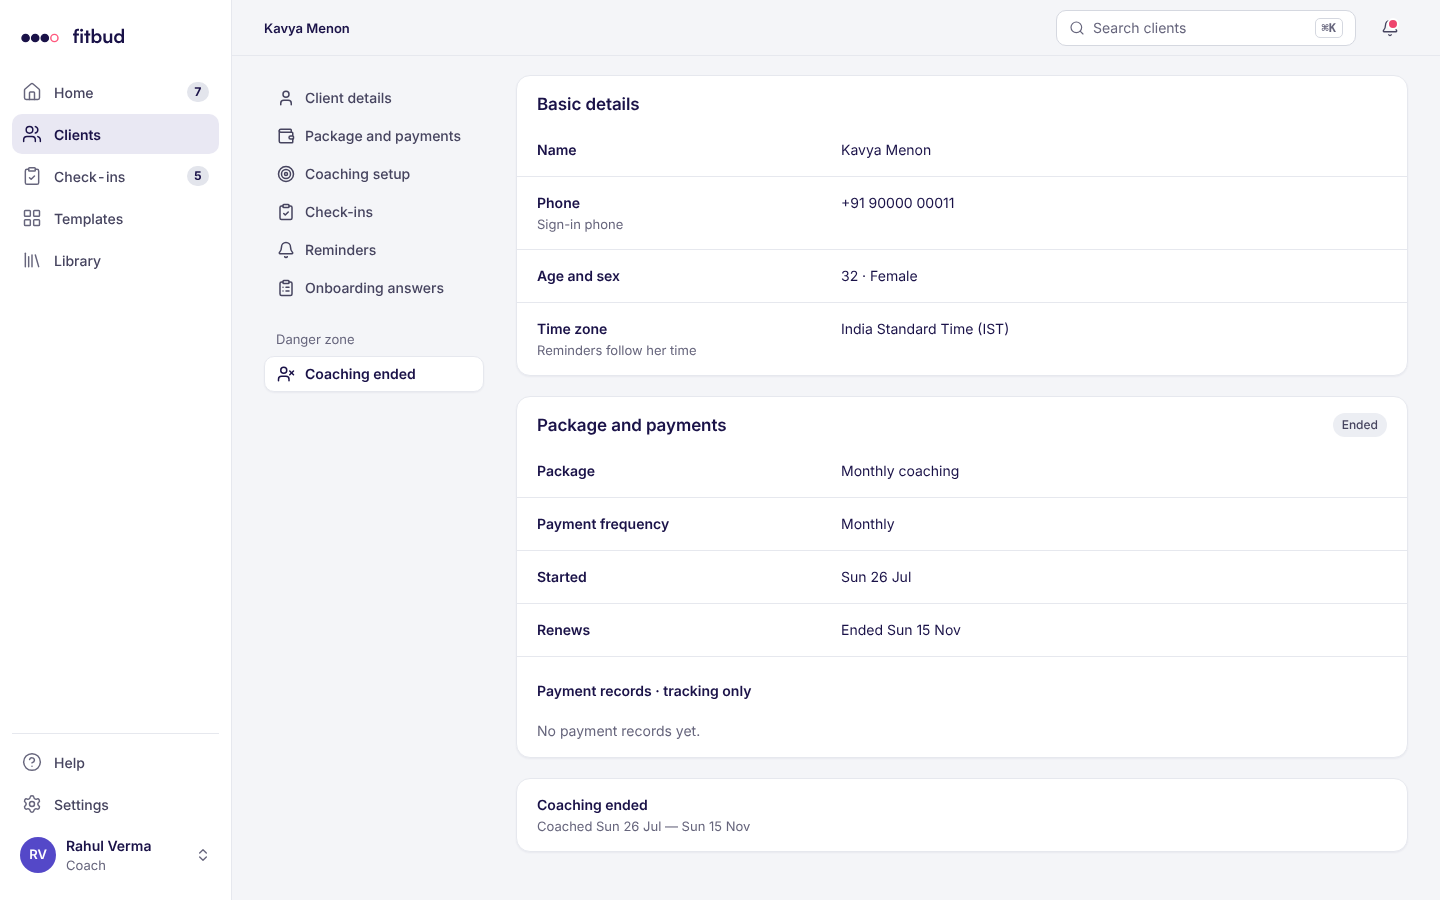 fitbud
Home 7
Clients
Check-ins 5
Templates
Library
Help
Settings
RV
Rahul Verma
Coach
Kavya Menon
Search clients ⌘K
Client details
Package and payments
Coaching setup
Check-ins
Reminders
Onboarding answers
Danger zone
Coaching ended
Basic details
Name Kavya Menon
Phone +91 90000 00011
Sign-in phone
Age and sex 32 · Female
Time zone India Standard Time (IST)
Reminders follow her time
Package and payments Ended
Package Monthly coaching
Payment frequency Monthly
Started Sun 26 Jul
Renews Ended Sun 15 Nov
Payment records · tracking only
No payment records yet.
Coaching ended
Coached Sun 26 Jul — Sun 15 Nov